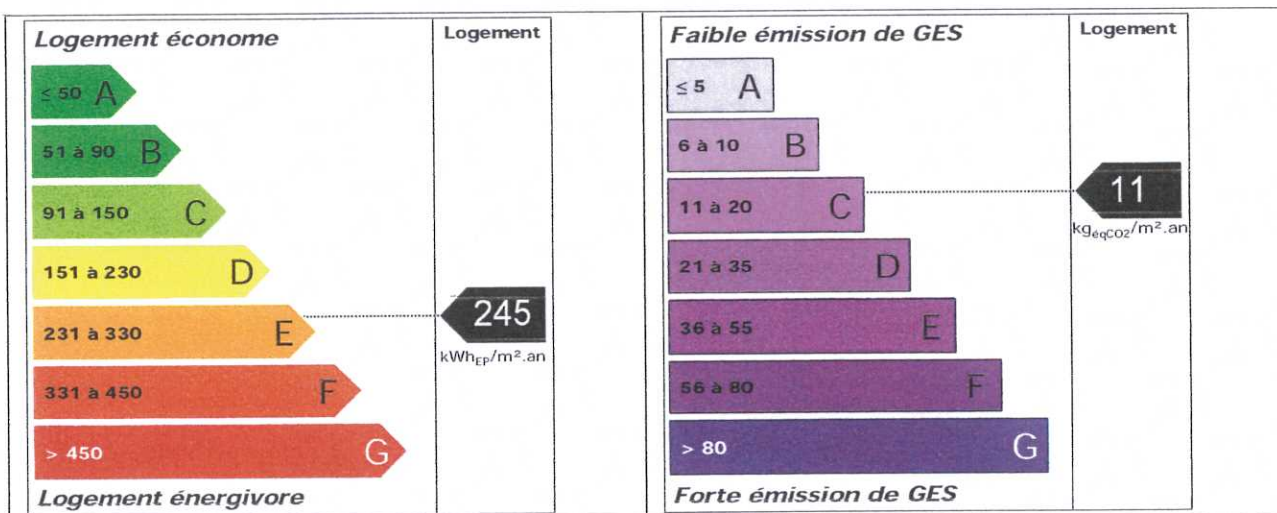 Logement économe
Logement
≤ 50 A
51 à 90 B
91 à 150 C
151 à 230 D
231 à 330 E
245
kWhEP/m².an
331 à 450 F
> 450 G
Logement énergivore
Faible émission de GES
Logement
≤ 5 A
6 à 10 B
11 à 20 C
11
kgéqCO2/m².an
21 à 35 D
36 à 55 E
56 à 80 F
> 80 G
Forte émission de GES